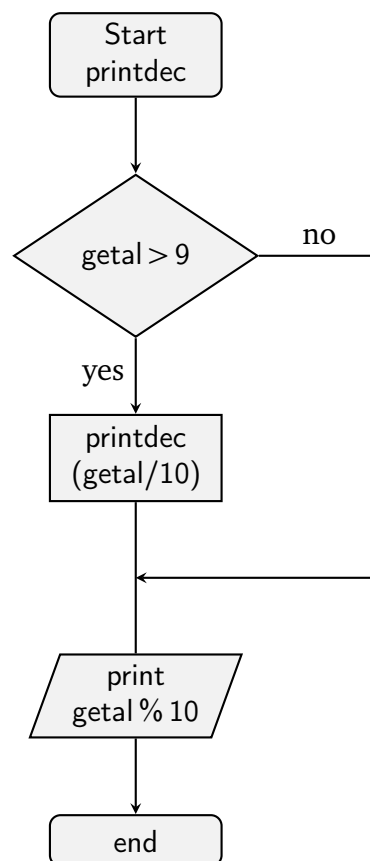 Start
printdec
getal > 9
no
yes
printdec
(getal/10)
print
getal % 10
end